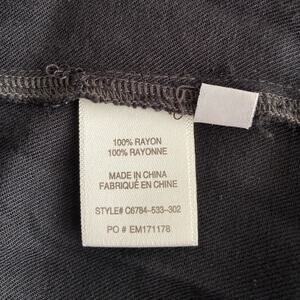 100% RAYON
100% RAYONNE
MADE IN CHINA
FABRIQUÉ EN CHINE
STYLE# C6784-533-302
PO # EM171178